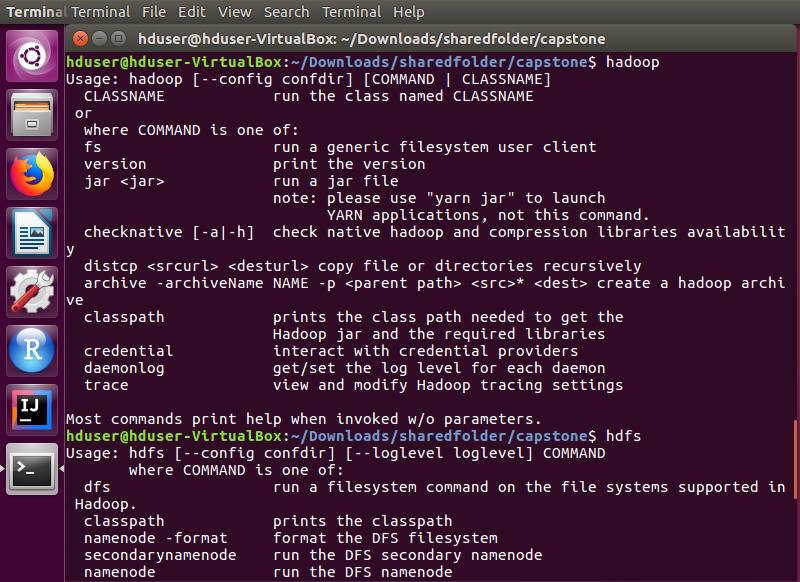 Terminal Terminal File Edit View Search Terminal Help
hduser@hduser-VirtualBox: ~/Downloads/sharedfolder/capstone
hduser@hduser-VirtualBox:~/Downloads/sharedfolder/capstone$ hadoop
Usage: hadoop [--config confdir] [COMMAND | CLASSNAME]
  CLASSNAME            run the class named CLASSNAME
 or
  where COMMAND is one of:
  fs                   run a generic filesystem user client
  version              print the version
  jar <jar>            run a jar file
                       note: please use "yarn jar" to launch
                             YARN applications, not this command.
  checknative [-a|-h]  check native hadoop and compression libraries availabilit
y
  distcp <srcurl> <desturl> copy file or directories recursively
  archive -archiveName NAME -p <parent path> <src>* <dest> create a hadoop archi
ve
  classpath            prints the class path needed to get the
                       Hadoop jar and the required libraries
  credential           interact with credential providers
  daemonlog            get/set the log level for each daemon
  trace                view and modify Hadoop tracing settings

Most commands print help when invoked w/o parameters.
hduser@hduser-VirtualBox:~/Downloads/sharedfolder/capstone$ hdfs
Usage: hdfs [--config confdir] [--loglevel loglevel] COMMAND
       where COMMAND is one of:
  dfs                  run a filesystem command on the file systems supported in
 Hadoop.
  classpath            prints the classpath
  namenode -format     format the DFS filesystem
  secondarynamenode    run the DFS secondary namenode
  namenode             run the DFS namenode
R
IJ
>_